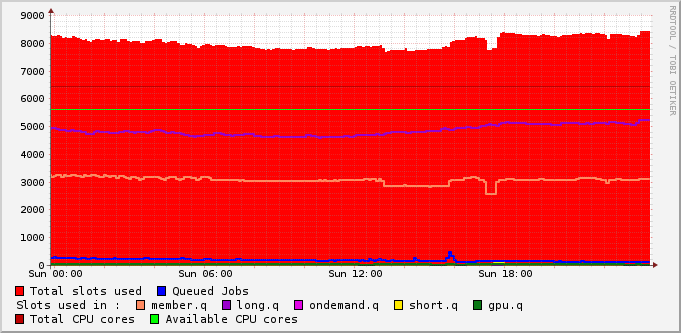 RRDTOOL / TOBI OETIKER
9000
8000
7000
6000
5000
4000
3000
2000
1000
0
Sun 00:00 Sun 06:00 Sun 12:00 Sun 18:00
Total slots used Queued Jobs
Slots used in : member.q long.q ondemand.q short.q gpu.q
Total CPU cores Available CPU cores